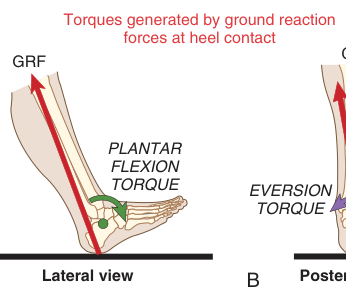 Torques generated by ground reaction
forces at heel contact
GRF
PLANTAR
FLEXION
TORQUE
EVERSION
TORQUE
Lateral view
B